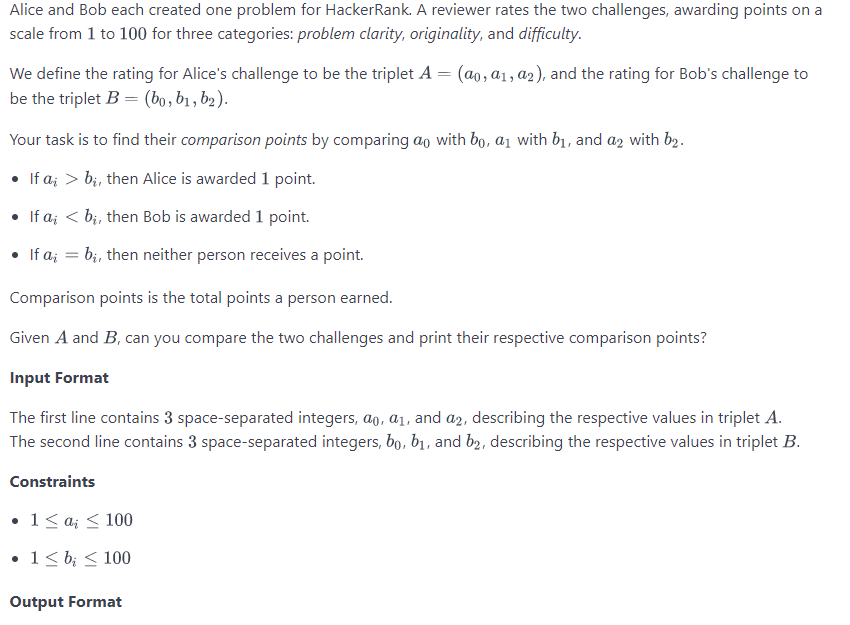 Alice and Bob each created one problem for HackerRank. A reviewer rates the two challenges, awarding points on a
scale from 1 to 100 for three categories: problem clarity, originality, and difficulty.
We define the rating for Alice's challenge to be the triplet A = (a₀, a₁, a₂), and the rating for Bob's challenge to
be the triplet B = (b₀, b₁, b₂).
Your task is to find their comparison points by comparing a₀ with b₀, a₁ with b₁, and a₂ with b₂.
• If aᵢ > bᵢ, then Alice is awarded 1 point.
• If aᵢ < bᵢ, then Bob is awarded 1 point.
• If aᵢ = bᵢ, then neither person receives a point.
Comparison points is the total points a person earned.
Given A and B, can you compare the two challenges and print their respective comparison points?
Input Format
The first line contains 3 space-separated integers, a₀, a₁, and a₂, describing the respective values in triplet A.
The second line contains 3 space-separated integers, b₀, b₁, and b₂, describing the respective values in triplet B.
Constraints
• 1 ≤ aᵢ ≤ 100
• 1 ≤ bᵢ ≤ 100
Output Format